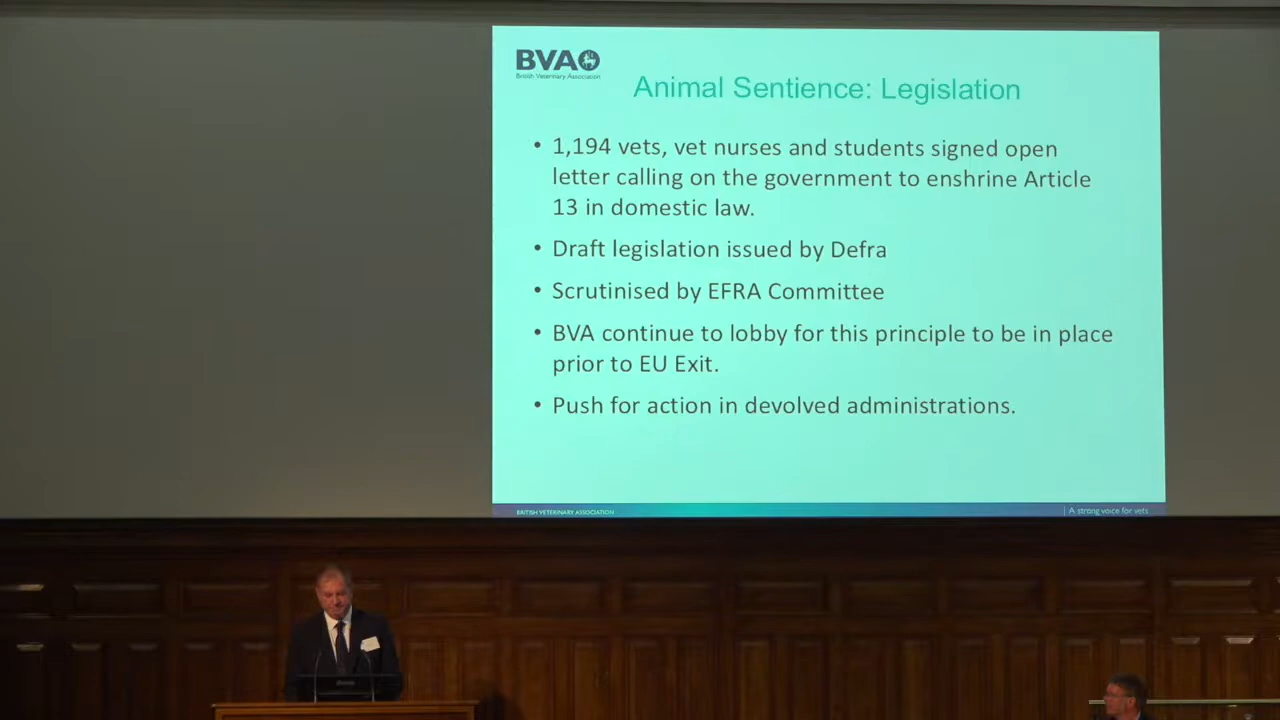 BVA
British Veterinary Association
Animal Sentience: Legislation
• 1,194 vets, vet nurses and students signed open
letter calling on the government to enshrine Article
13 in domestic law.
• Draft legislation issued by Defra
• Scrutinised by EFRA Committee
• BVA continue to lobby for this principle to be in place
prior to EU Exit.
• Push for action in devolved administrations.
BRITISH VETERINARY ASSOCIATION
| A strong voice for vets